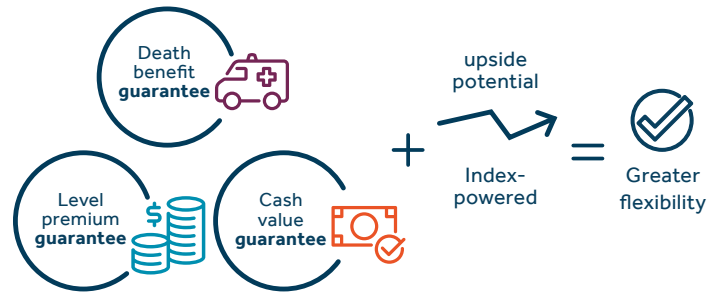 Death
benefit
guarantee
Level
premium
guarantee
$
Cash
value
guarantee
+
upside
potential
Index-
powered
=
Greater
flexibility